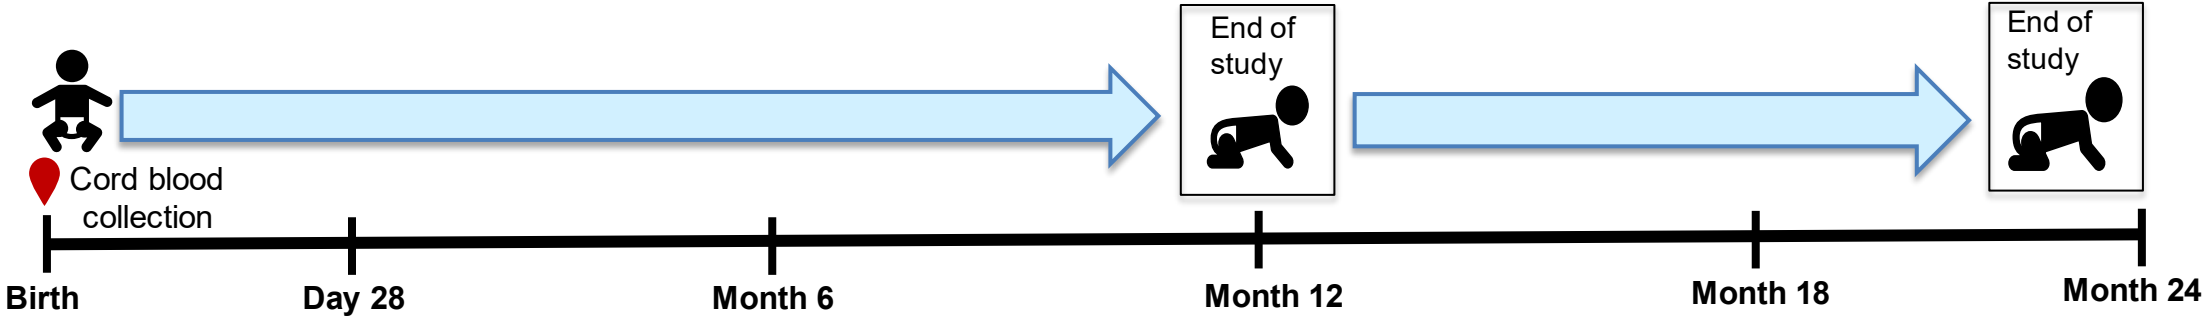 End of
study
End of
study
Cord blood
collection
Birth
Day 28
Month 6
Month 12
Month 18
Month 24